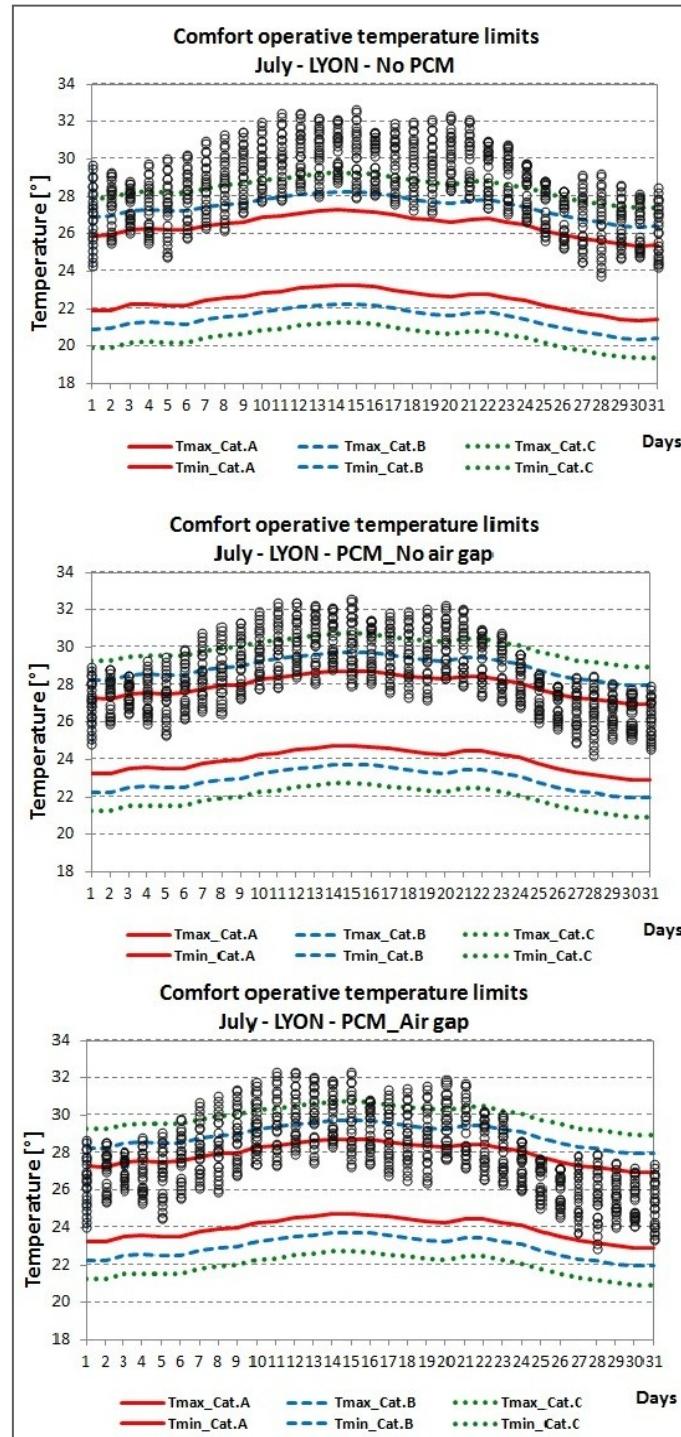 Comfort operative temperature limits
July - LYON - No PCM
Temperature [°]
34
32
30
28
26
24
22
20
18
1 2 3 4 5 6 7 8 9 10 11 12 13 14 15 16 17 18 19 20 21 22 23 24 25 26 27 28 29 30 31
Days
Tmax_Cat.A Tmax_Cat.B Tmax_Cat.C
Tmin_Cat.A Tmin_Cat.B Tmin_Cat.C
Comfort operative temperature limits
July - LYON - PCM_No air gap
Temperature [°]
34
32
30
28
26
24
22
20
18
1 2 3 4 5 6 7 8 9 10 11 12 13 14 15 16 17 18 19 20 21 22 23 24 25 26 27 28 29 30 31
Days
Tmax_Cat.A Tmax_Cat.B Tmax_Cat.C
Tmin_Cat.A Tmin_Cat.B Tmin_Cat.C
Comfort operative temperature limits
July - LYON - PCM_Air gap
Temperature [°]
34
32
30
28
26
24
22
20
18
1 2 3 4 5 6 7 8 9 10 11 12 13 14 15 16 17 18 19 20 21 22 23 24 25 26 27 28 29 30 31
Days
Tmax_Cat.A Tmax_Cat.B Tmax_Cat.C
Tmin_Cat.A Tmin_Cat.B Tmin_Cat.C